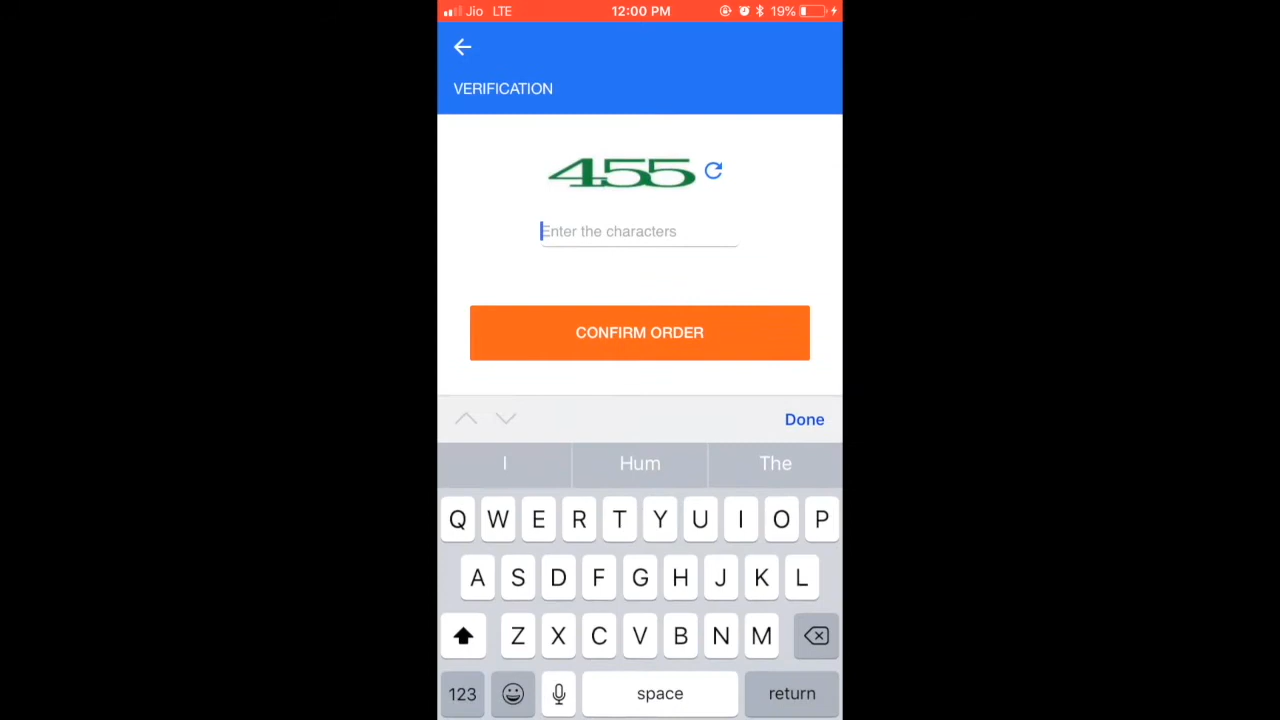 Jio LTE 12:00 PM 19%
VERIFICATION
455
Enter the characters
CONFIRM ORDER
Done
I Hum The
Q W E R T Y U I O P
A S D F G H J K L
Z X C V B N M
123 space return